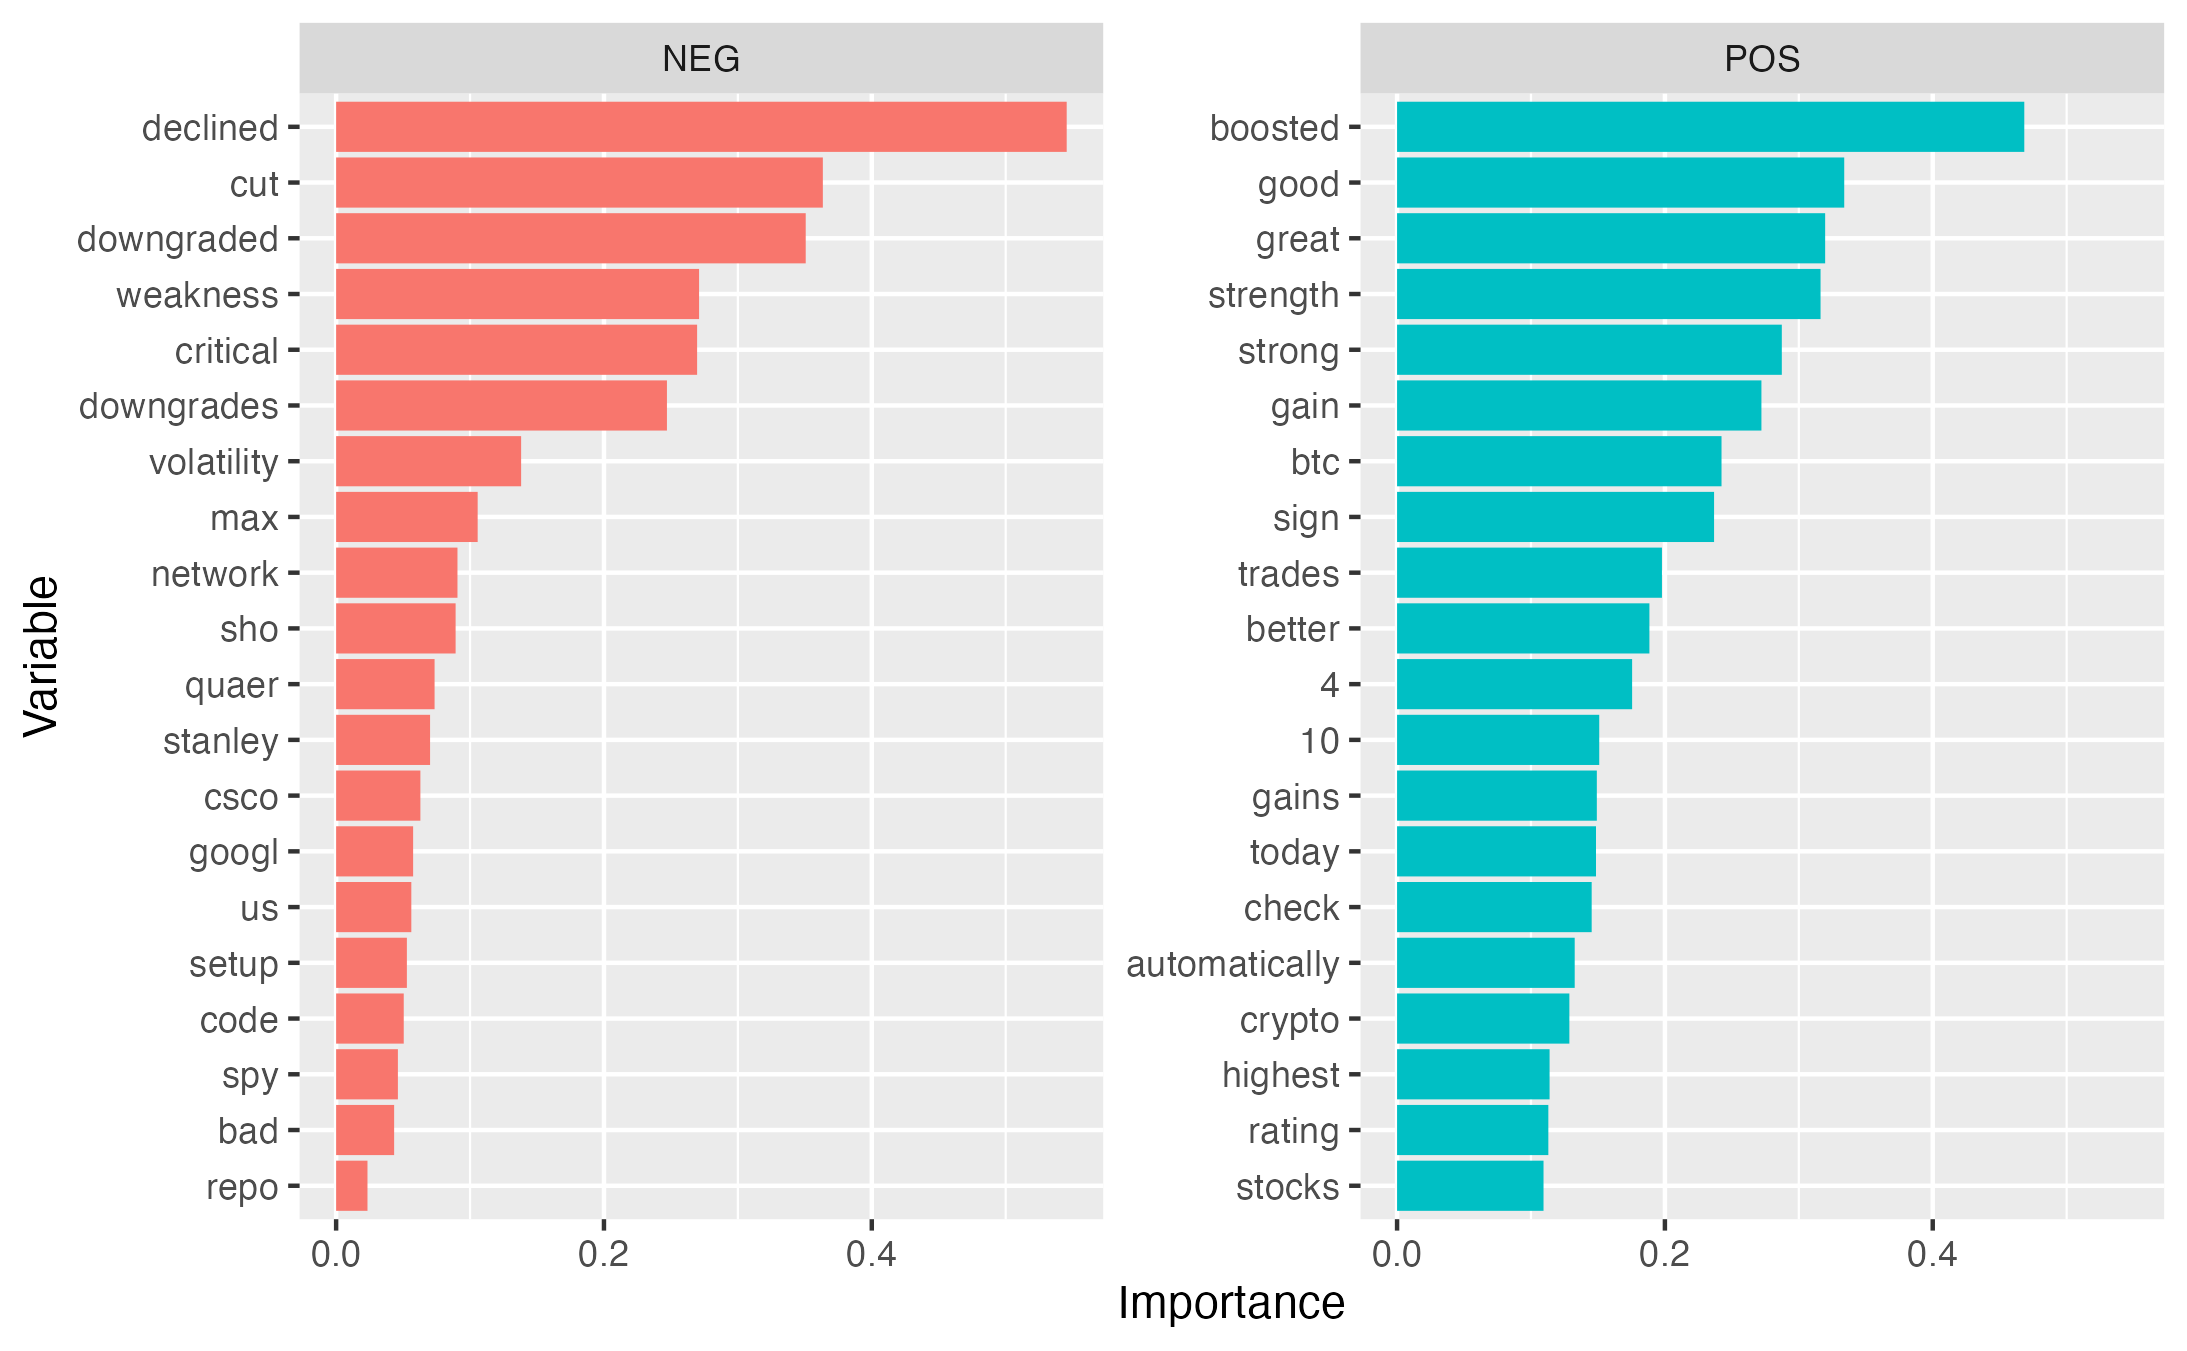 NEG
declined
cut
downgraded
weakness
critical
downgrades
volatility
max
network
sho
quaer
stanley
csco
googl
us
setup
code
spy
bad
repo
0.0 0.2 0.4
POS
boosted
good
great
strength
strong
gain
btc
sign
trades
better
4
10
gains
today
check
automatically
crypto
highest
rating
stocks
0.0 0.2 0.4
Importance
Variable